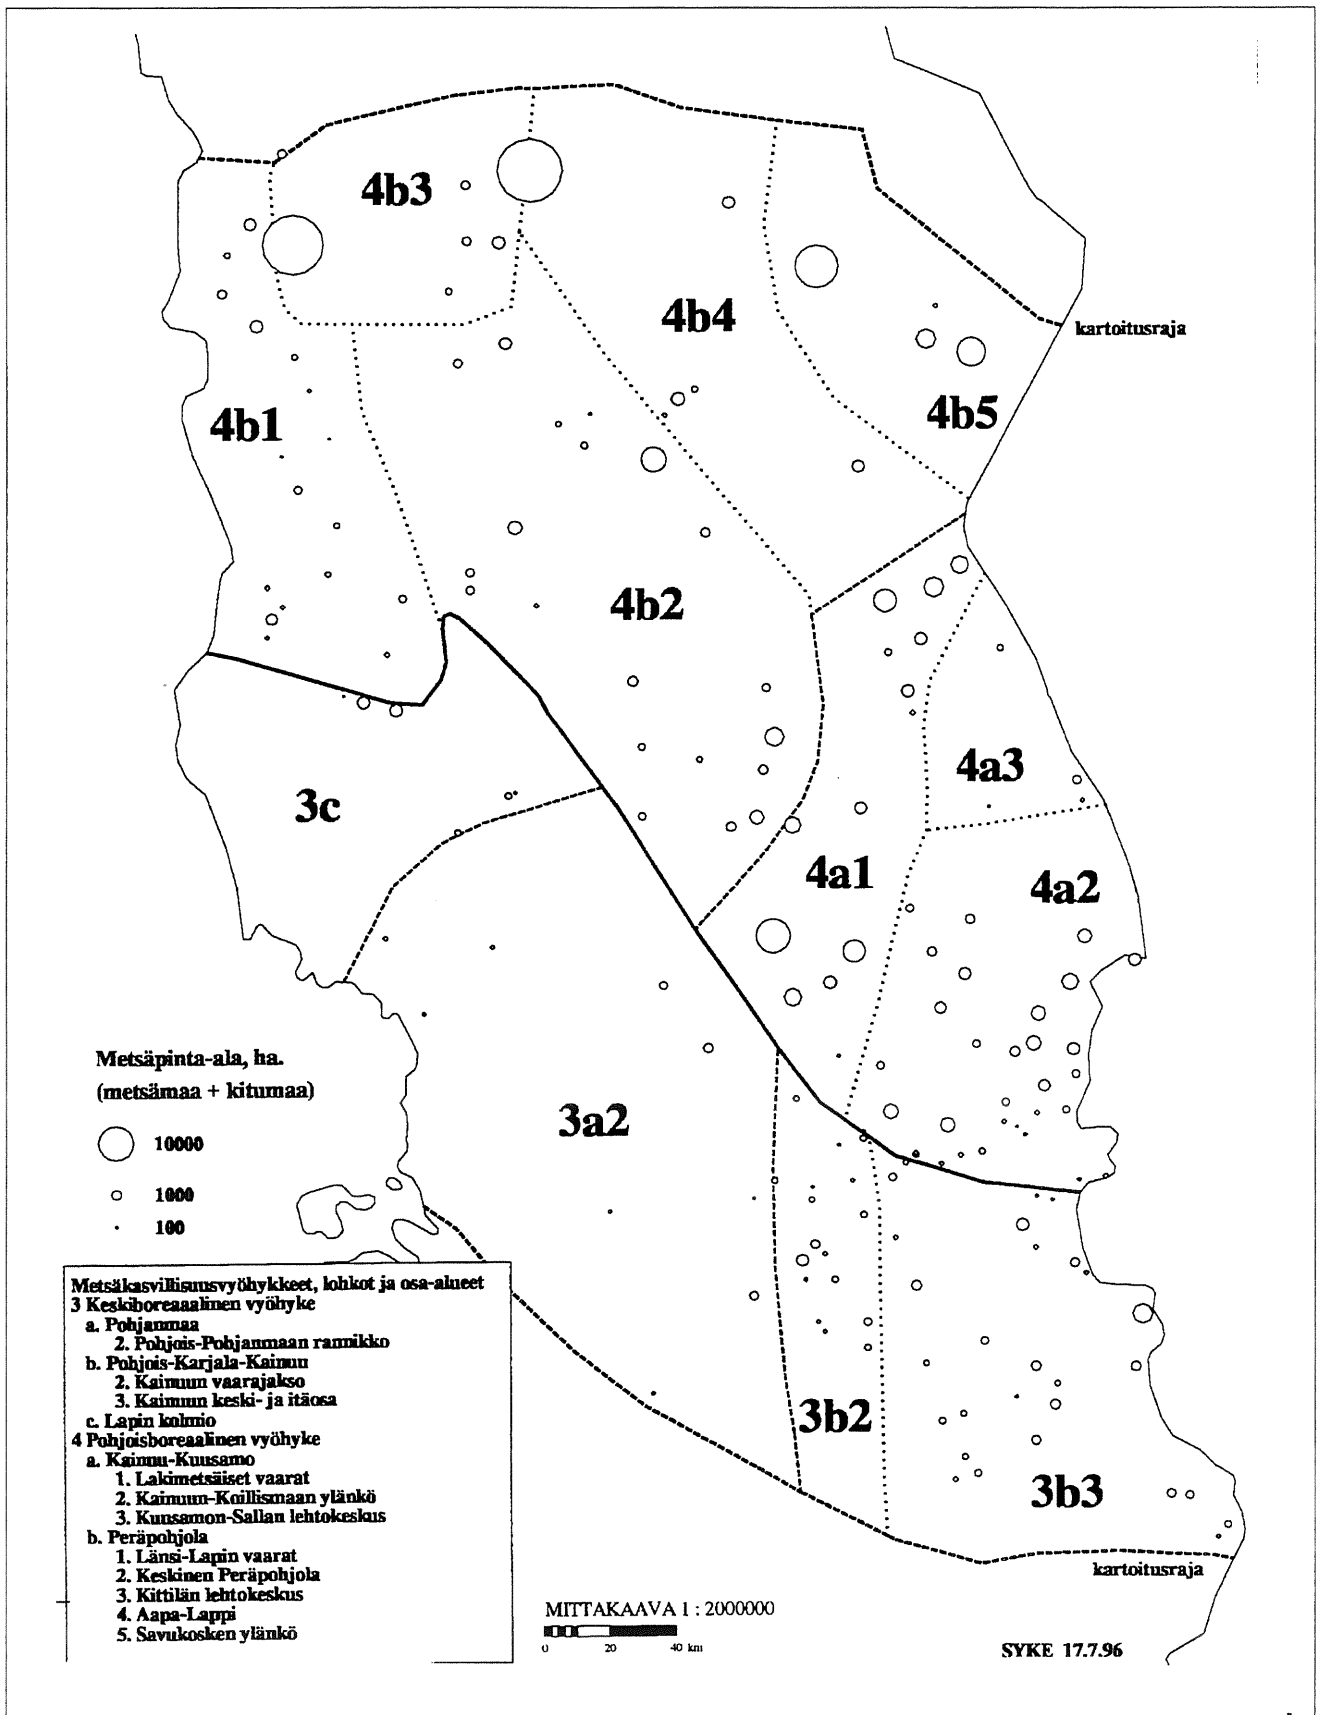 4b3
4b4
kartoitusraja
4b5
4b1
4b2
4a3
3c
4a1
4a2
Metsäpinta-ala, ha.
(metsämaa + kitumaa)
10000
1000
100
3a2
Metsäkasvillisuusvyöhykkeet, lohkot ja osa-alueet
3 Keskiboreaaalinen vyöhyke
a. Pohjanmaa
2. Pohjois-Pohjanmaan rannikko
b. Pohjois-Karjala-Kainuu
2. Kainuun vaarajakso
3. Kainuun keski- ja itäosa
c. Lapin kolmio
4 Pohjoisboreaalinen vyöhyke
a. Kainuu-Kuusamo
1. Lakimetsäiset vaarat
2. Kainuun-Koillismaan ylänkö
3. Kuusamon-Sallan lehtokeskus
b. Peräpohjola
1. Länsi-Lapin vaarat
2. Keskinen Peräpohjola
3. Kittilän lehtokeskus
4. Aapa-Lappi
5. Savukosken ylänkö
3b2
3b3
kartoitusraja
MITTAKAAVA 1 : 2000000
0 20 40 km
SYKE 17.7.96